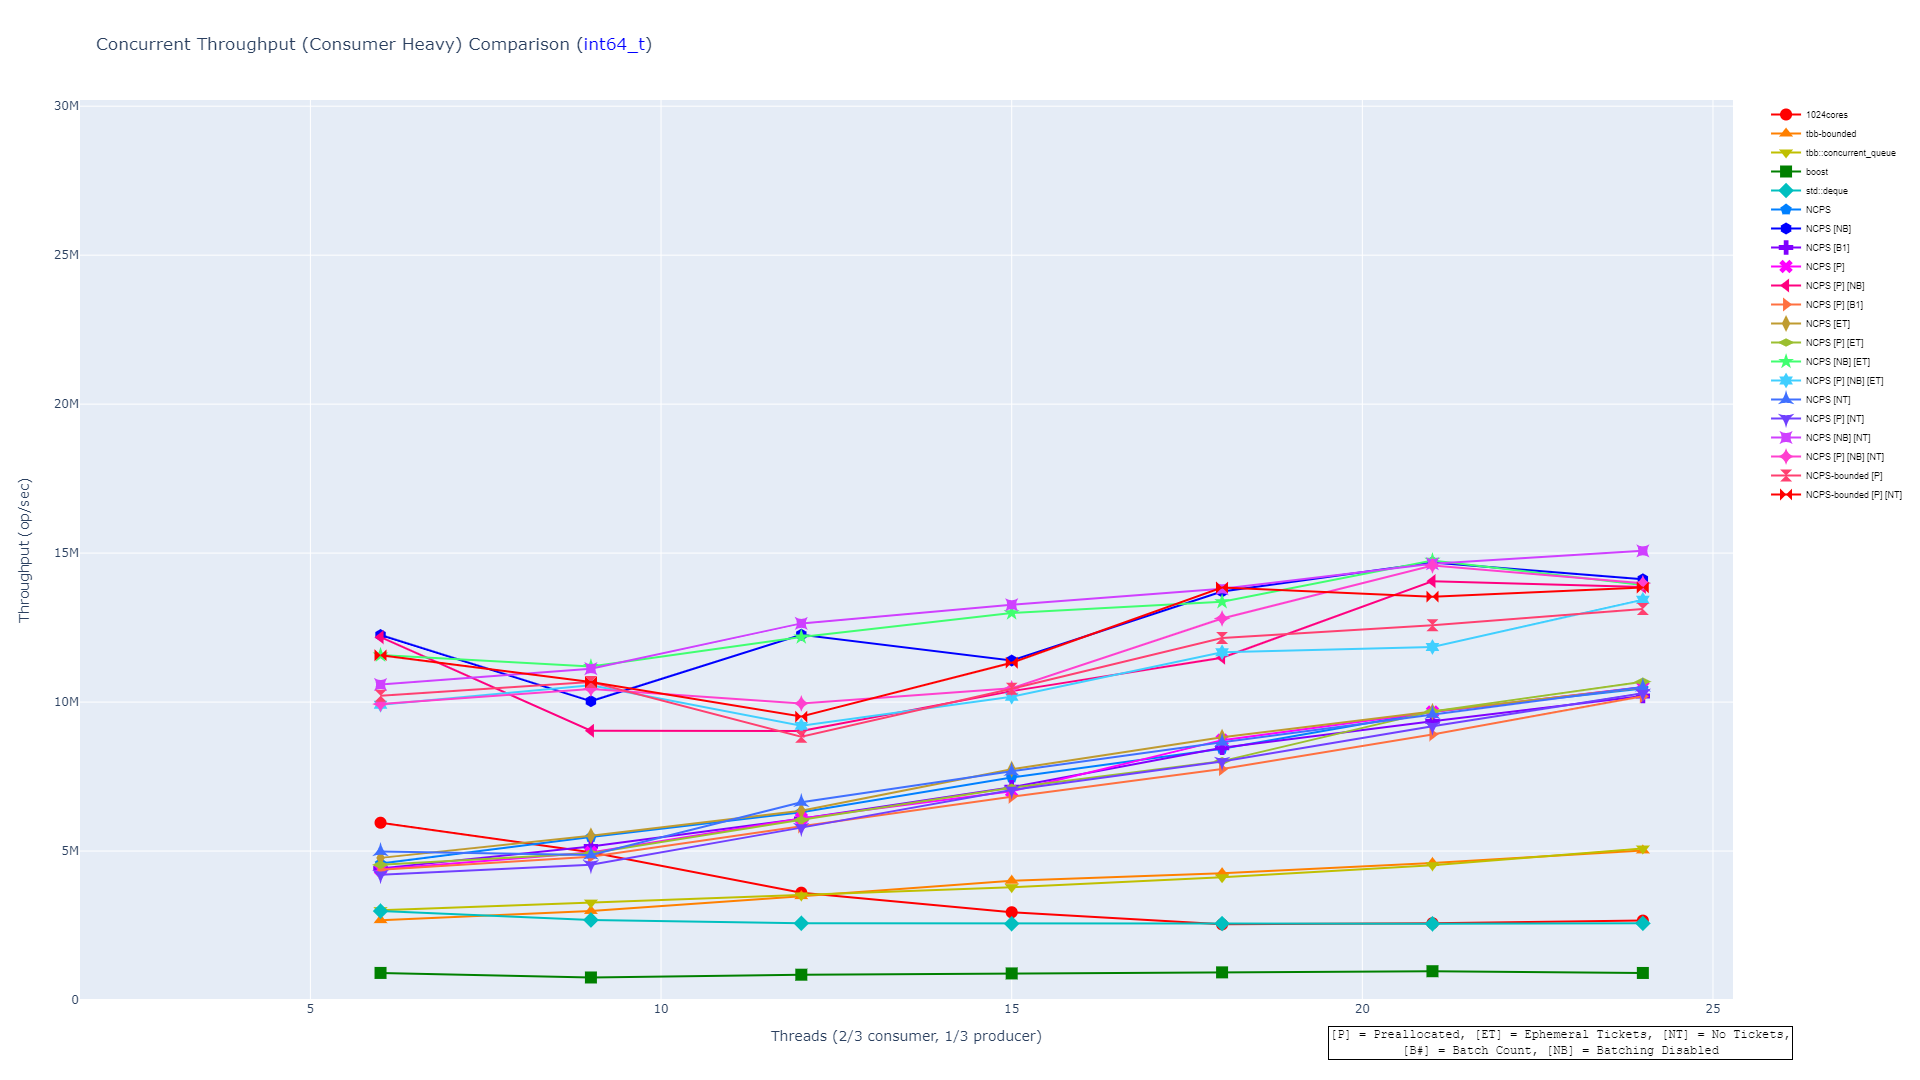 Concurrent Throughput (Consumer Heavy) Comparison (int64_t)
30M
25M
20M
15M
10M
5M
0
Throughput (op/sec)
5
10
15
20
25
Threads (2/3 consumer, 1/3 producer)
1024cores
tbb-bounded
tbb::concurrent_queue
boost
std::deque
NCPS
NCPS [NB]
NCPS [B1]
NCPS [P]
NCPS [P] [NB]
NCPS [P] [B1]
NCPS [ET]
NCPS [P] [ET]
NCPS [NB] [ET]
NCPS [P] [NB] [ET]
NCPS [NT]
NCPS [P] [NT]
NCPS [NB] [NT]
NCPS [P] [NB] [NT]
NCPS-bounded [P]
NCPS-bounded [P] [NT]
[P] = Preallocated, [ET] = Ephemeral Tickets, [NT] = No Tickets,
[B#] = Batch Count, [NB] = Batching Disabled